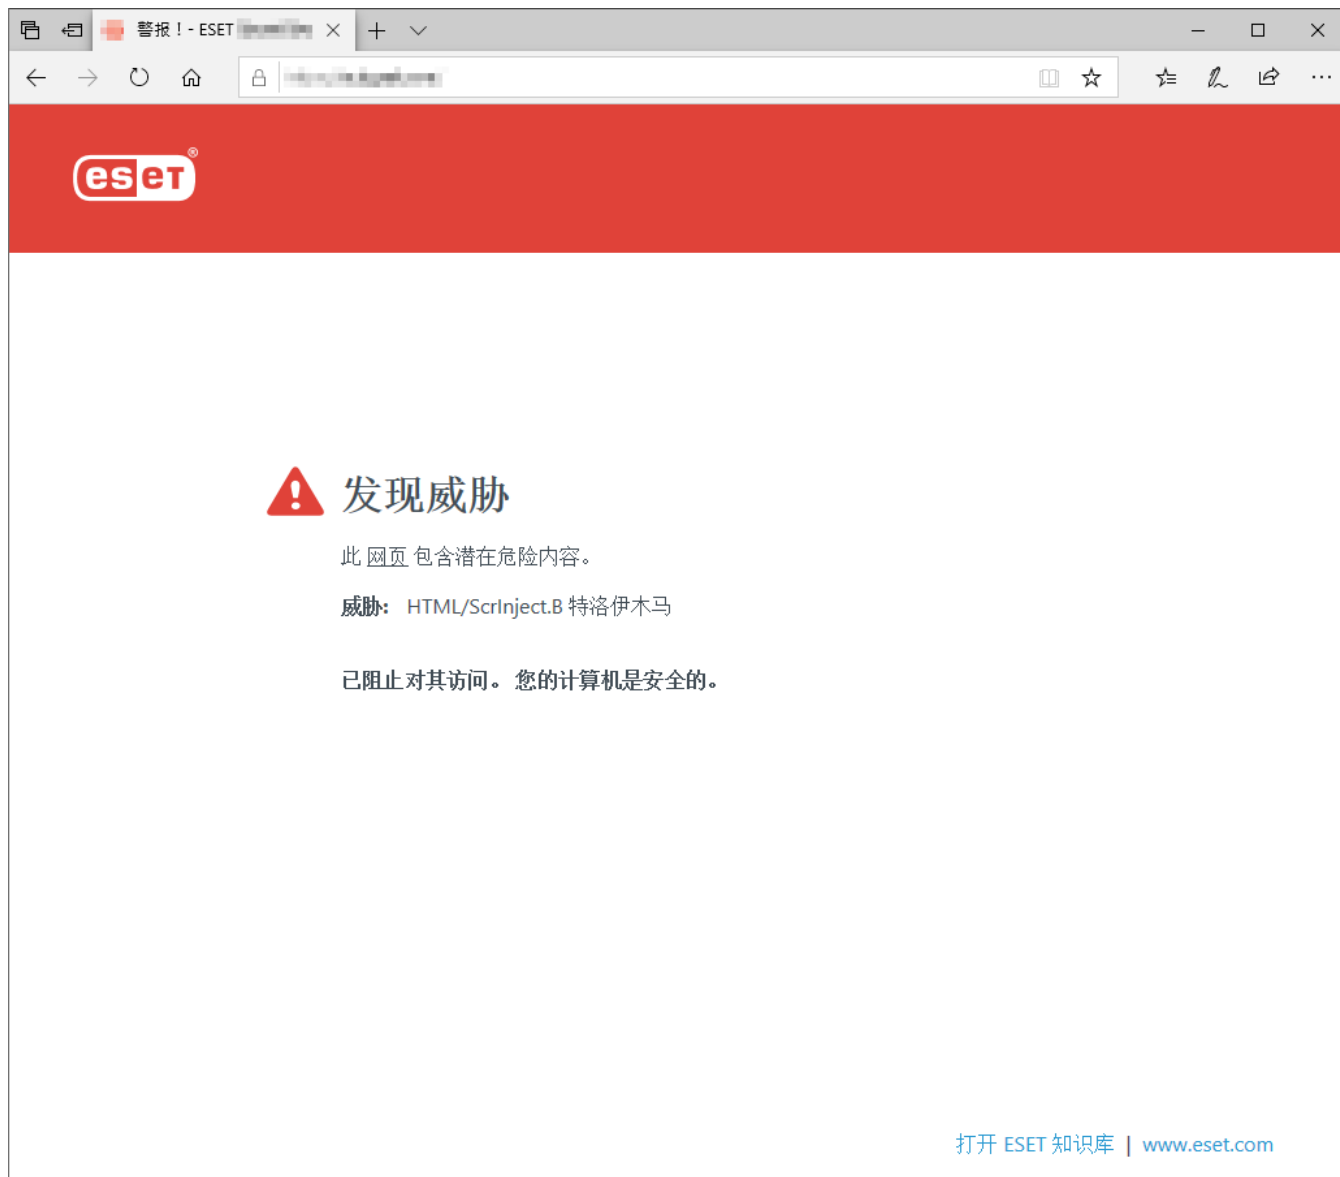 警报！- ESET
eset®
发现威胁
此 网页 包含潜在危险内容。
威胁： HTML/ScrInject.B 特洛伊木马
已阻止对其访问。 您的计算机是安全的。
打开 ESET 知识库 | www.eset.com